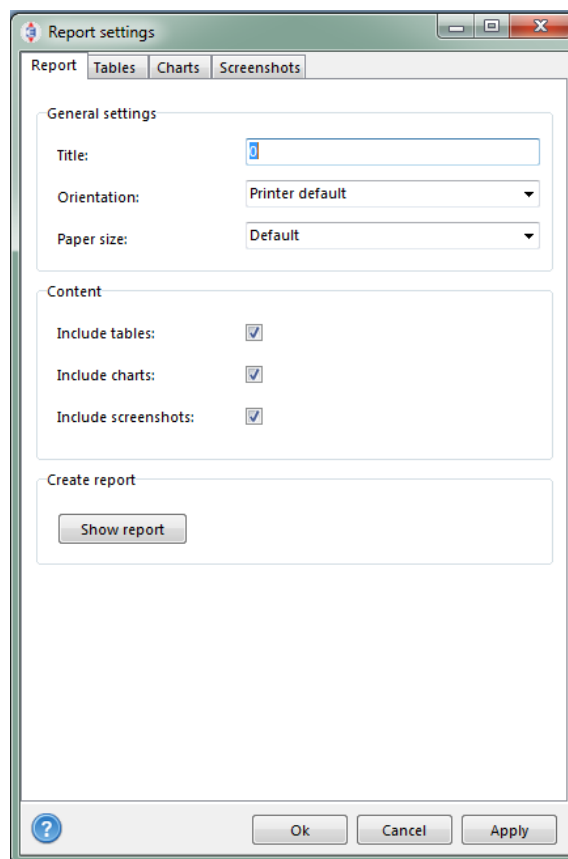 Report settings
Report Tables Charts Screenshots
General settings
Title: 0
Orientation: Printer default
Paper size: Default
Content
Include tables:
Include charts:
Include screenshots:
Create report
Show report
? Ok Cancel Apply